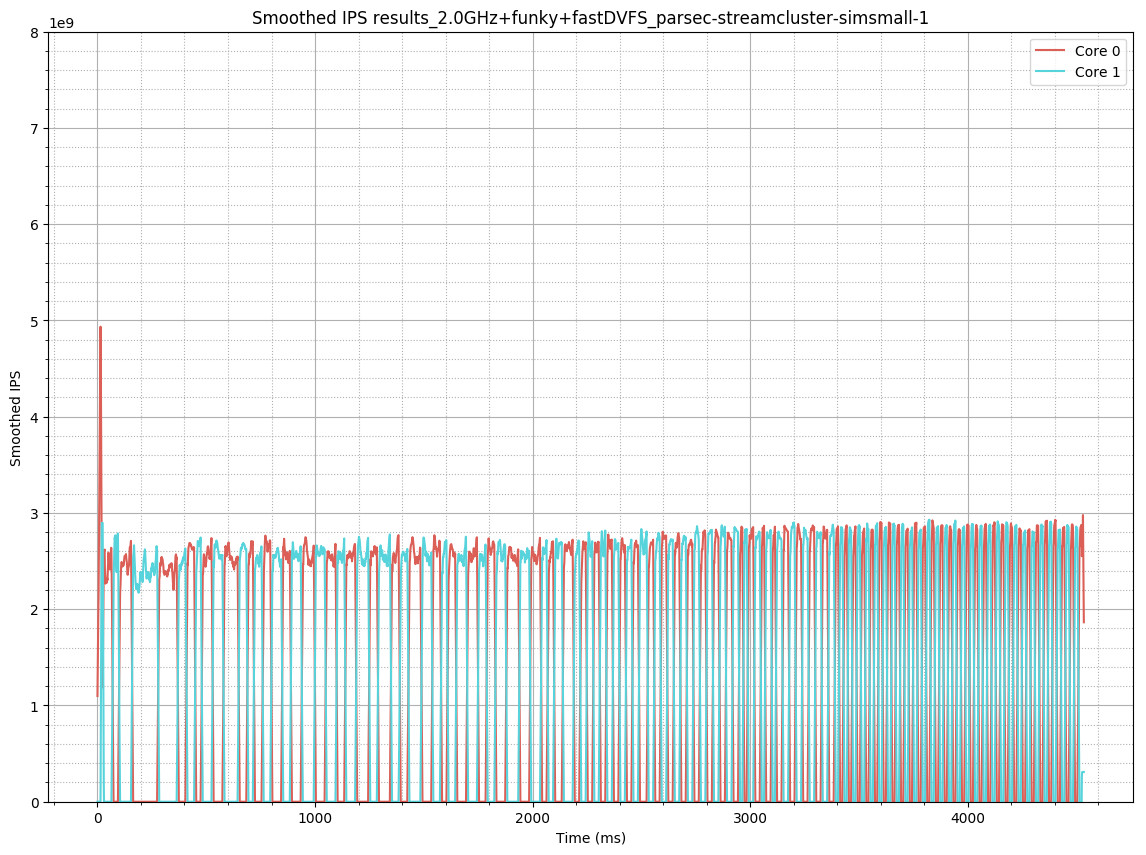 Smoothed IPS results_2.0GHz+funky+fastDVFS_parsec-streamcluster-simsmall-1
1e9
8
7
6
5
4
3
2
1
0
Smoothed IPS
Core 0
Core 1
0 1000 2000 3000 4000
Time (ms)